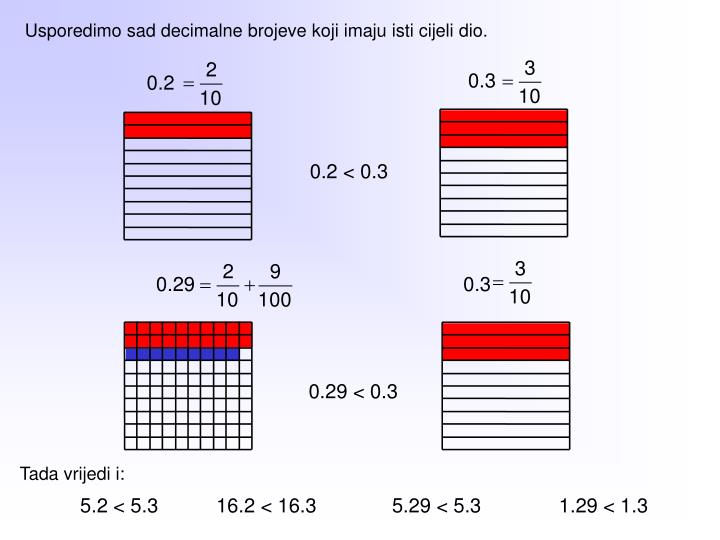 Usporedimo sad decimalne brojeve koji imaju isti cijeli dio.
0.2 = 2/10
0.3 = 3/10
0.2 < 0.3
0.29 = 2/10 + 9/100
0.3 = 3/10
0.29 < 0.3
Tada vrijedi i:
5.2 < 5.3 16.2 < 16.3 5.29 < 5.3 1.29 < 1.3